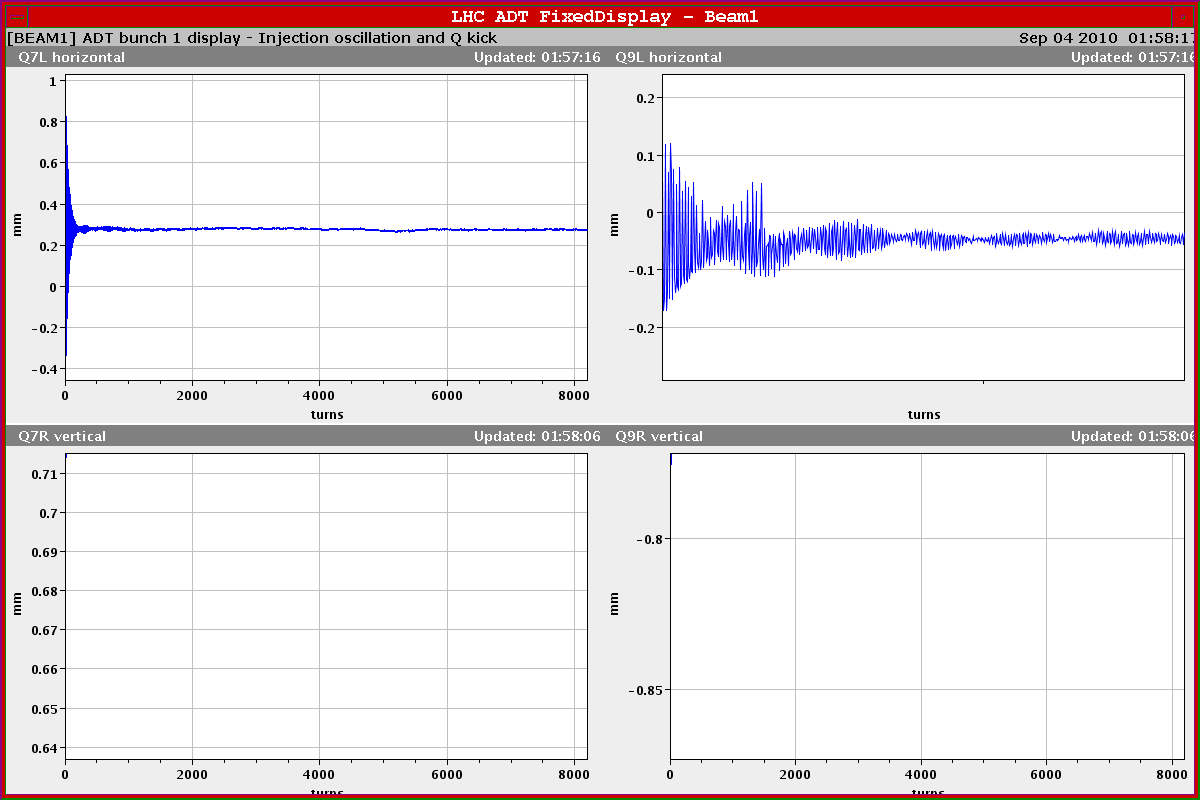 LHC ADT FixedDisplay - Beam1
[BEAM1] ADT bunch 1 display - Injection oscillation and Q kick
Sep 04 2010 01:58:17
Q7L horizontal
Updated: 01:57:16
1
0.8
0.6
0.4
0.2
0
-0.2
-0.4
mm
0 2000 4000 6000 8000
turns
Q9L horizontal
Updated: 01:57:16
0.2
0.1
0
-0.1
-0.2
mm
turns
Q7R vertical
Updated: 01:58:06
0.71
0.7
0.69
0.68
0.67
0.66
0.65
0.64
mm
0 2000 4000 6000 8000
turns
Q9R vertical
Updated: 01:58:06
-0.8
-0.85
mm
0 2000 4000 6000 8000
turns